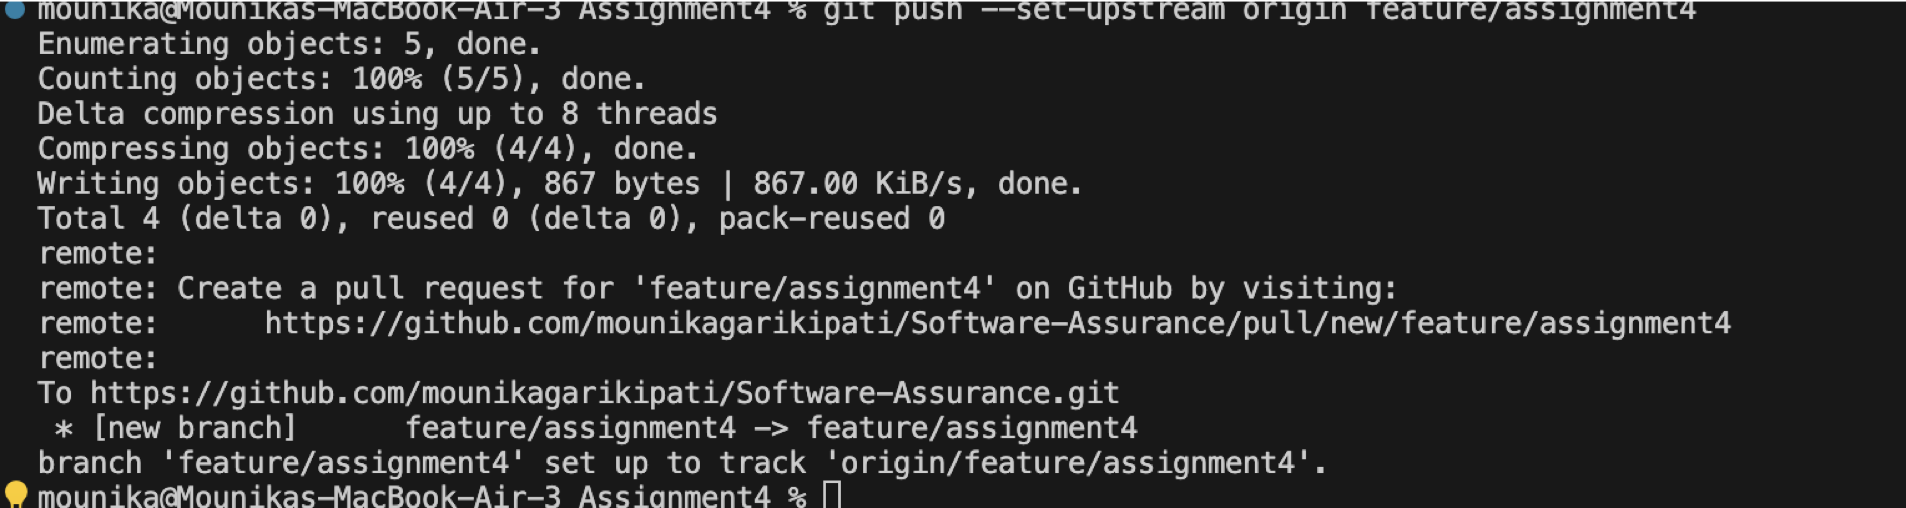 mounika@Mounikas-MacBook-Air-3 Assignment4 % git push --set-upstream origin feature/assignment4
Enumerating objects: 5, done.
Counting objects: 100% (5/5), done.
Delta compression using up to 8 threads
Compressing objects: 100% (4/4), done.
Writing objects: 100% (4/4), 867 bytes | 867.00 KiB/s, done.
Total 4 (delta 0), reused 0 (delta 0), pack-reused 0
remote:
remote: Create a pull request for 'feature/assignment4' on GitHub by visiting:
remote:      https://github.com/mounikagarikipati/Software-Assurance/pull/new/feature/assignment4
remote:
To https://github.com/mounikagarikipati/Software-Assurance.git
 * [new branch]      feature/assignment4 -> feature/assignment4
branch 'feature/assignment4' set up to track 'origin/feature/assignment4'.
mounika@Mounikas-MacBook-Air-3 Assignment4 %